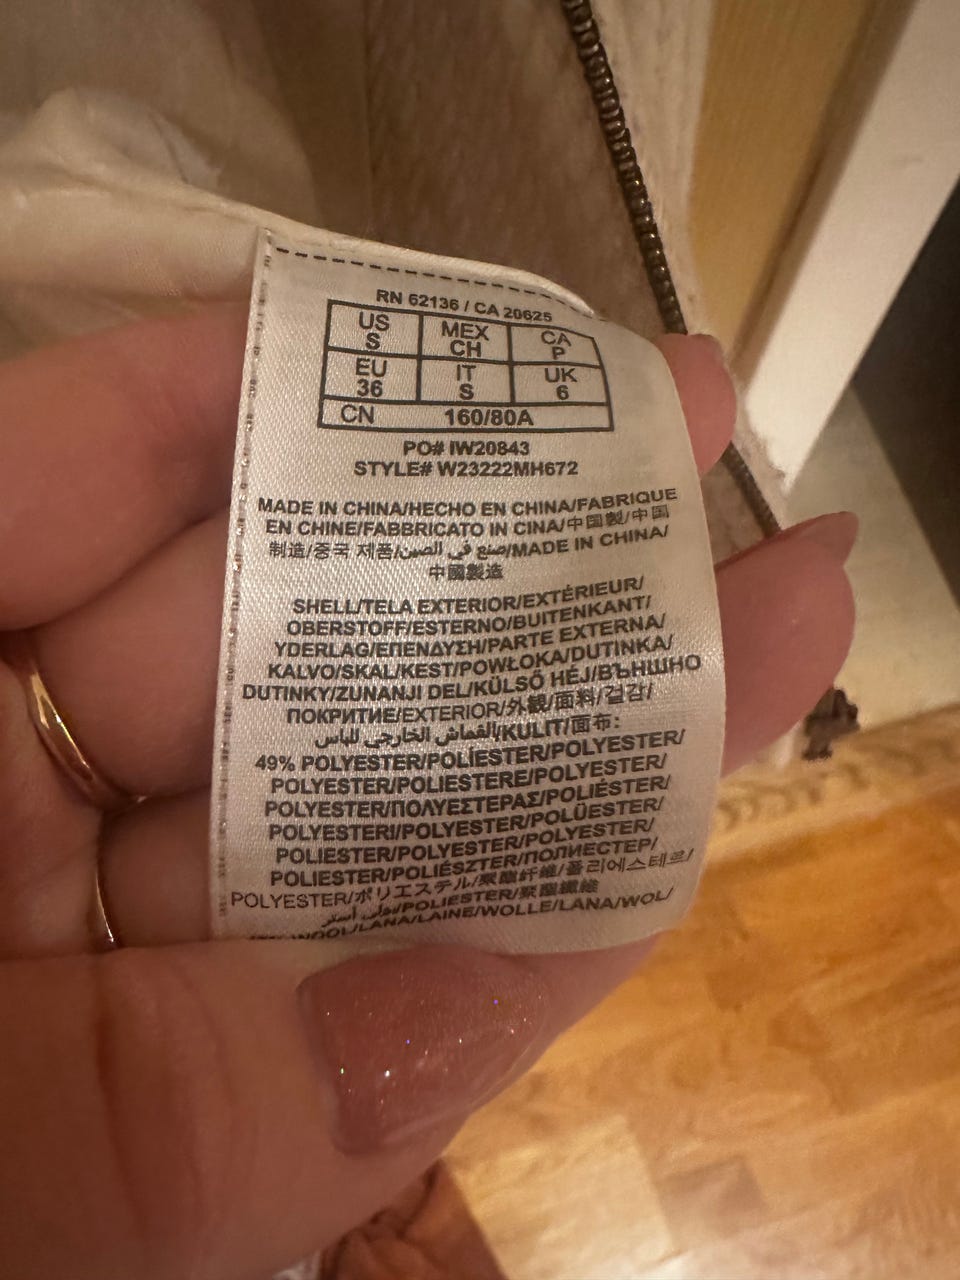 RN 62136 / CA 20625
US S MEX CH CA P
EU 36 IT S UK 6
CN 160/80A
PO# IW20843
STYLE# W23222MH672
MADE IN CHINA/HECHO EN CHINA/FABRIQUE
EN CHINE/FABBRICATO IN CINA/中国製/中国
制造/중국 제품/صنع في الصين/MADE IN CHINA/
中國製造
SHELL/TELA EXTERIOR/EXTÉRIEUR/
OBERSTOFF/ESTERNO/BUITENKANT/
YDERLAG/ΕΠΕΝΔΥΣΗ/PARTE EXTERNA/
KALVO/SKAL/KEST/POWŁOKA/DUTINKA/
DUTINKY/ZUNANJI DEL/KÜLSŐ HÉJ/ВЪНШНО
ПОКРИТИЕ/EXTERIOR/外観/面料/겉감/
القماش الخارجي للباس/KULIT/面布:
49% POLYESTER/POLIÉSTER/POLYESTER/
POLYESTER/POLIESTERE/POLYESTER/
POLYESTER/ΠΟΛΥΕΣΤΕΡΑΣ/POLIÉSTER/
POLYESTERI/POLYESTER/POLÜESTER/
POLIESTER/POLYESTER/POLYESTER/
POLIESTER/POLIÉSZTER/ПОЛИЕСТЕР/
POLYESTER/ポリエステル/聚酯纤维/폴리에스테르/
/POLIESTER/聚酯纖維
WOOL/LANA/LAINE/WOLLE/LANA/WOL/